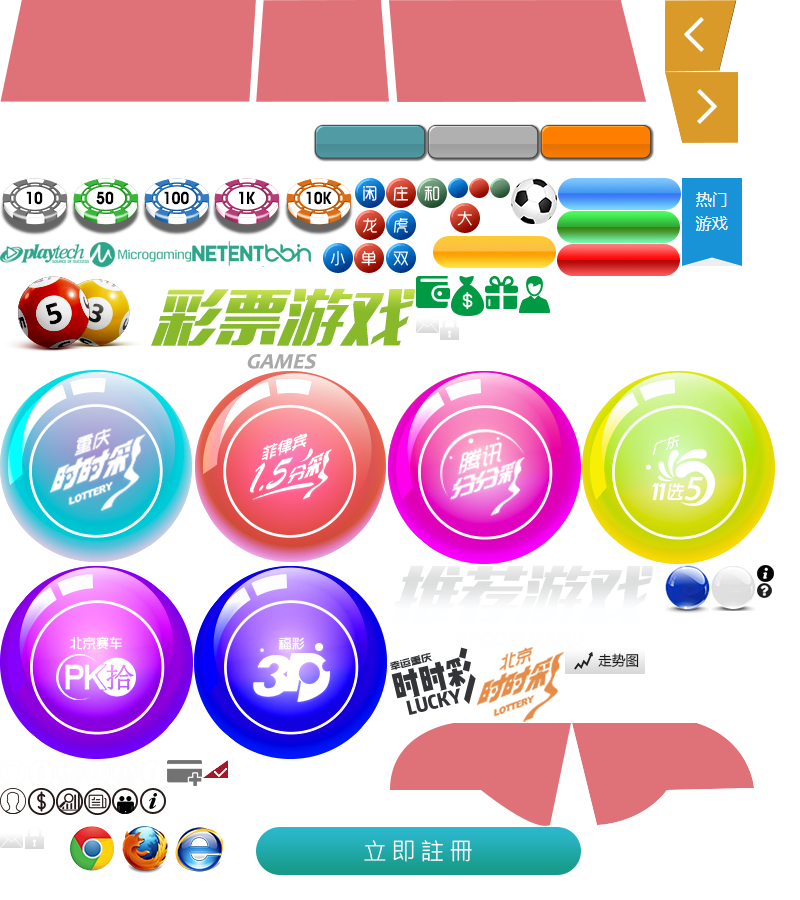 10
50
100
1K
10K
闲
庄
和
龙
虎
大
小
单
双
热门
游戏
playtech
Microgaming
NETENT
bbin
5
3
彩票游戏
GAMES
重庆
时时彩
LOTTERY
菲律宾
1.5分彩
腾讯
分分彩
广东
11选5
北京赛车
PK拾
福彩
3D
推荐游戏
幸运重庆
时时彩
LUCKY
北京
时时彩
LOTTERY
走势图
立即註冊